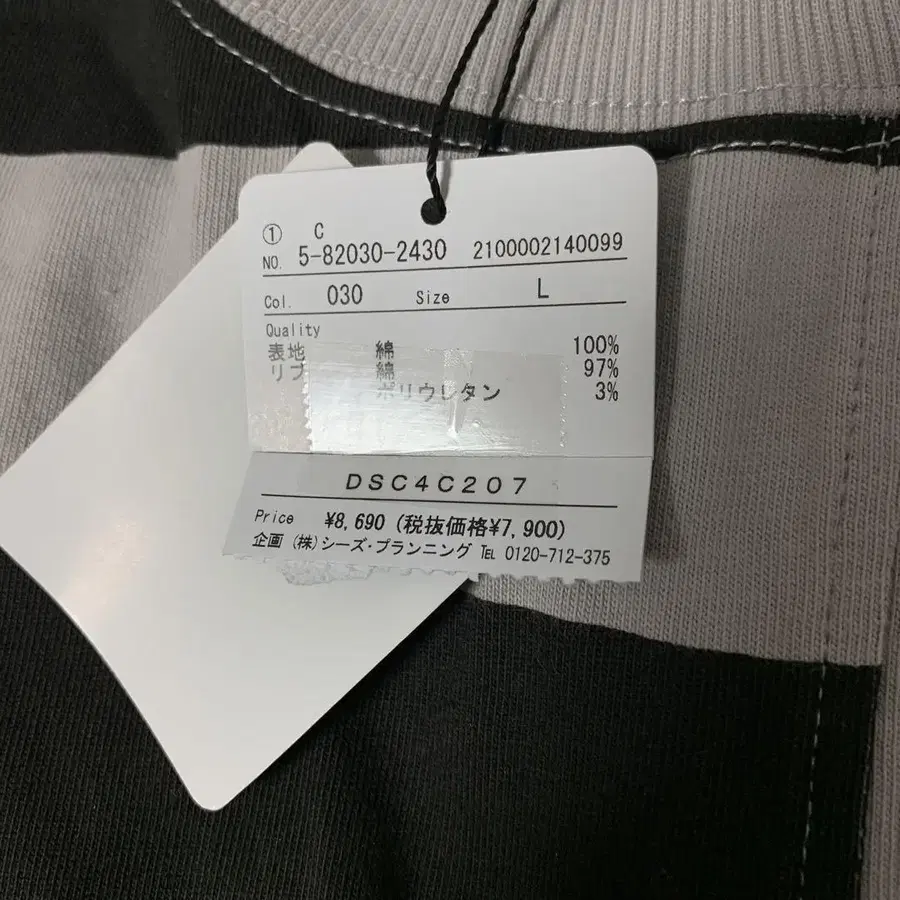 ① C
NO. 5-82030-2430 2100002140099
Col. 030 Size L
Quality
表地 綿 100%
リブ 綿 97%
ポリウレタン 3%
DSC4C207
Price ¥8,690 (税抜価格¥7,900)
企画 (株)シーズ・プランニング TEL 0120-712-375